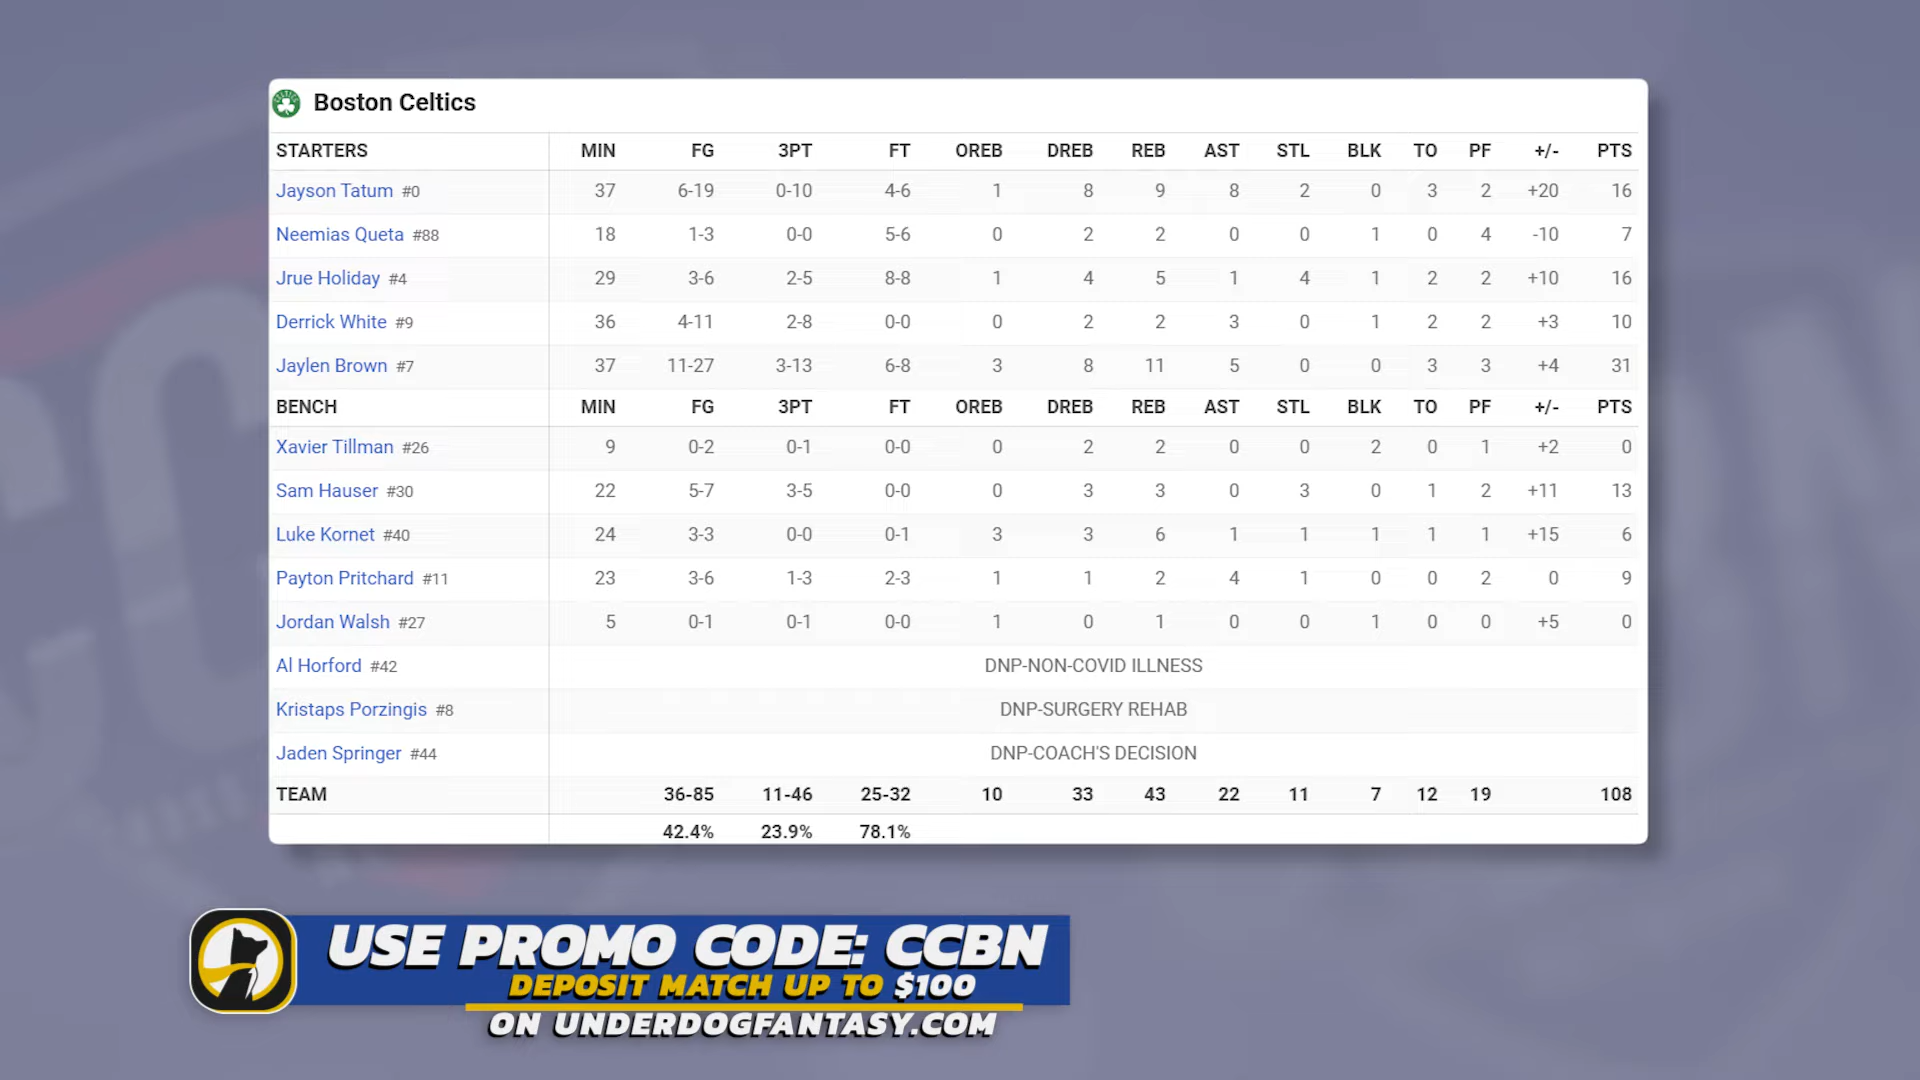 Boston Celtics
STARTERS MIN FG 3PT FT OREB DREB REB AST STL BLK TO PF +/- PTS
Jayson Tatum #0 37 6-19 0-10 4-6 1 8 9 8 2 0 3 2 +20 16
Neemias Queta #88 18 1-3 0-0 5-6 0 2 2 0 0 1 0 4 -10 7
Jrue Holiday #4 29 3-6 2-5 8-8 1 4 5 1 4 1 2 2 +10 16
Derrick White #9 36 4-11 2-8 0-0 0 2 2 3 0 1 2 2 +3 10
Jaylen Brown #7 37 11-27 3-13 6-8 3 8 11 5 0 0 3 3 +4 31
BENCH MIN FG 3PT FT OREB DREB REB AST STL BLK TO PF +/- PTS
Xavier Tillman #26 9 0-2 0-1 0-0 0 2 2 0 0 2 0 1 +2 0
Sam Hauser #30 22 5-7 3-5 0-0 0 3 3 0 3 0 1 2 +11 13
Luke Kornet #40 24 3-3 0-0 0-1 3 3 6 1 1 1 1 1 +15 6
Payton Pritchard #11 23 3-6 1-3 2-3 1 1 2 4 1 0 0 2 0 9
Jordan Walsh #27 5 0-1 0-1 0-0 1 0 1 0 0 1 0 0 +5 0
Al Horford #42 DNP-NON-COVID ILLNESS
Kristaps Porzingis #8 DNP-SURGERY REHAB
Jaden Springer #44 DNP-COACH'S DECISION
TEAM 36-85 11-46 25-32 10 33 43 22 11 7 12 19 108
42.4% 23.9% 78.1%
USE PROMO CODE: CCBN
DEPOSIT MATCH UP TO $100
ON UNDERDOGFANTASY.COM